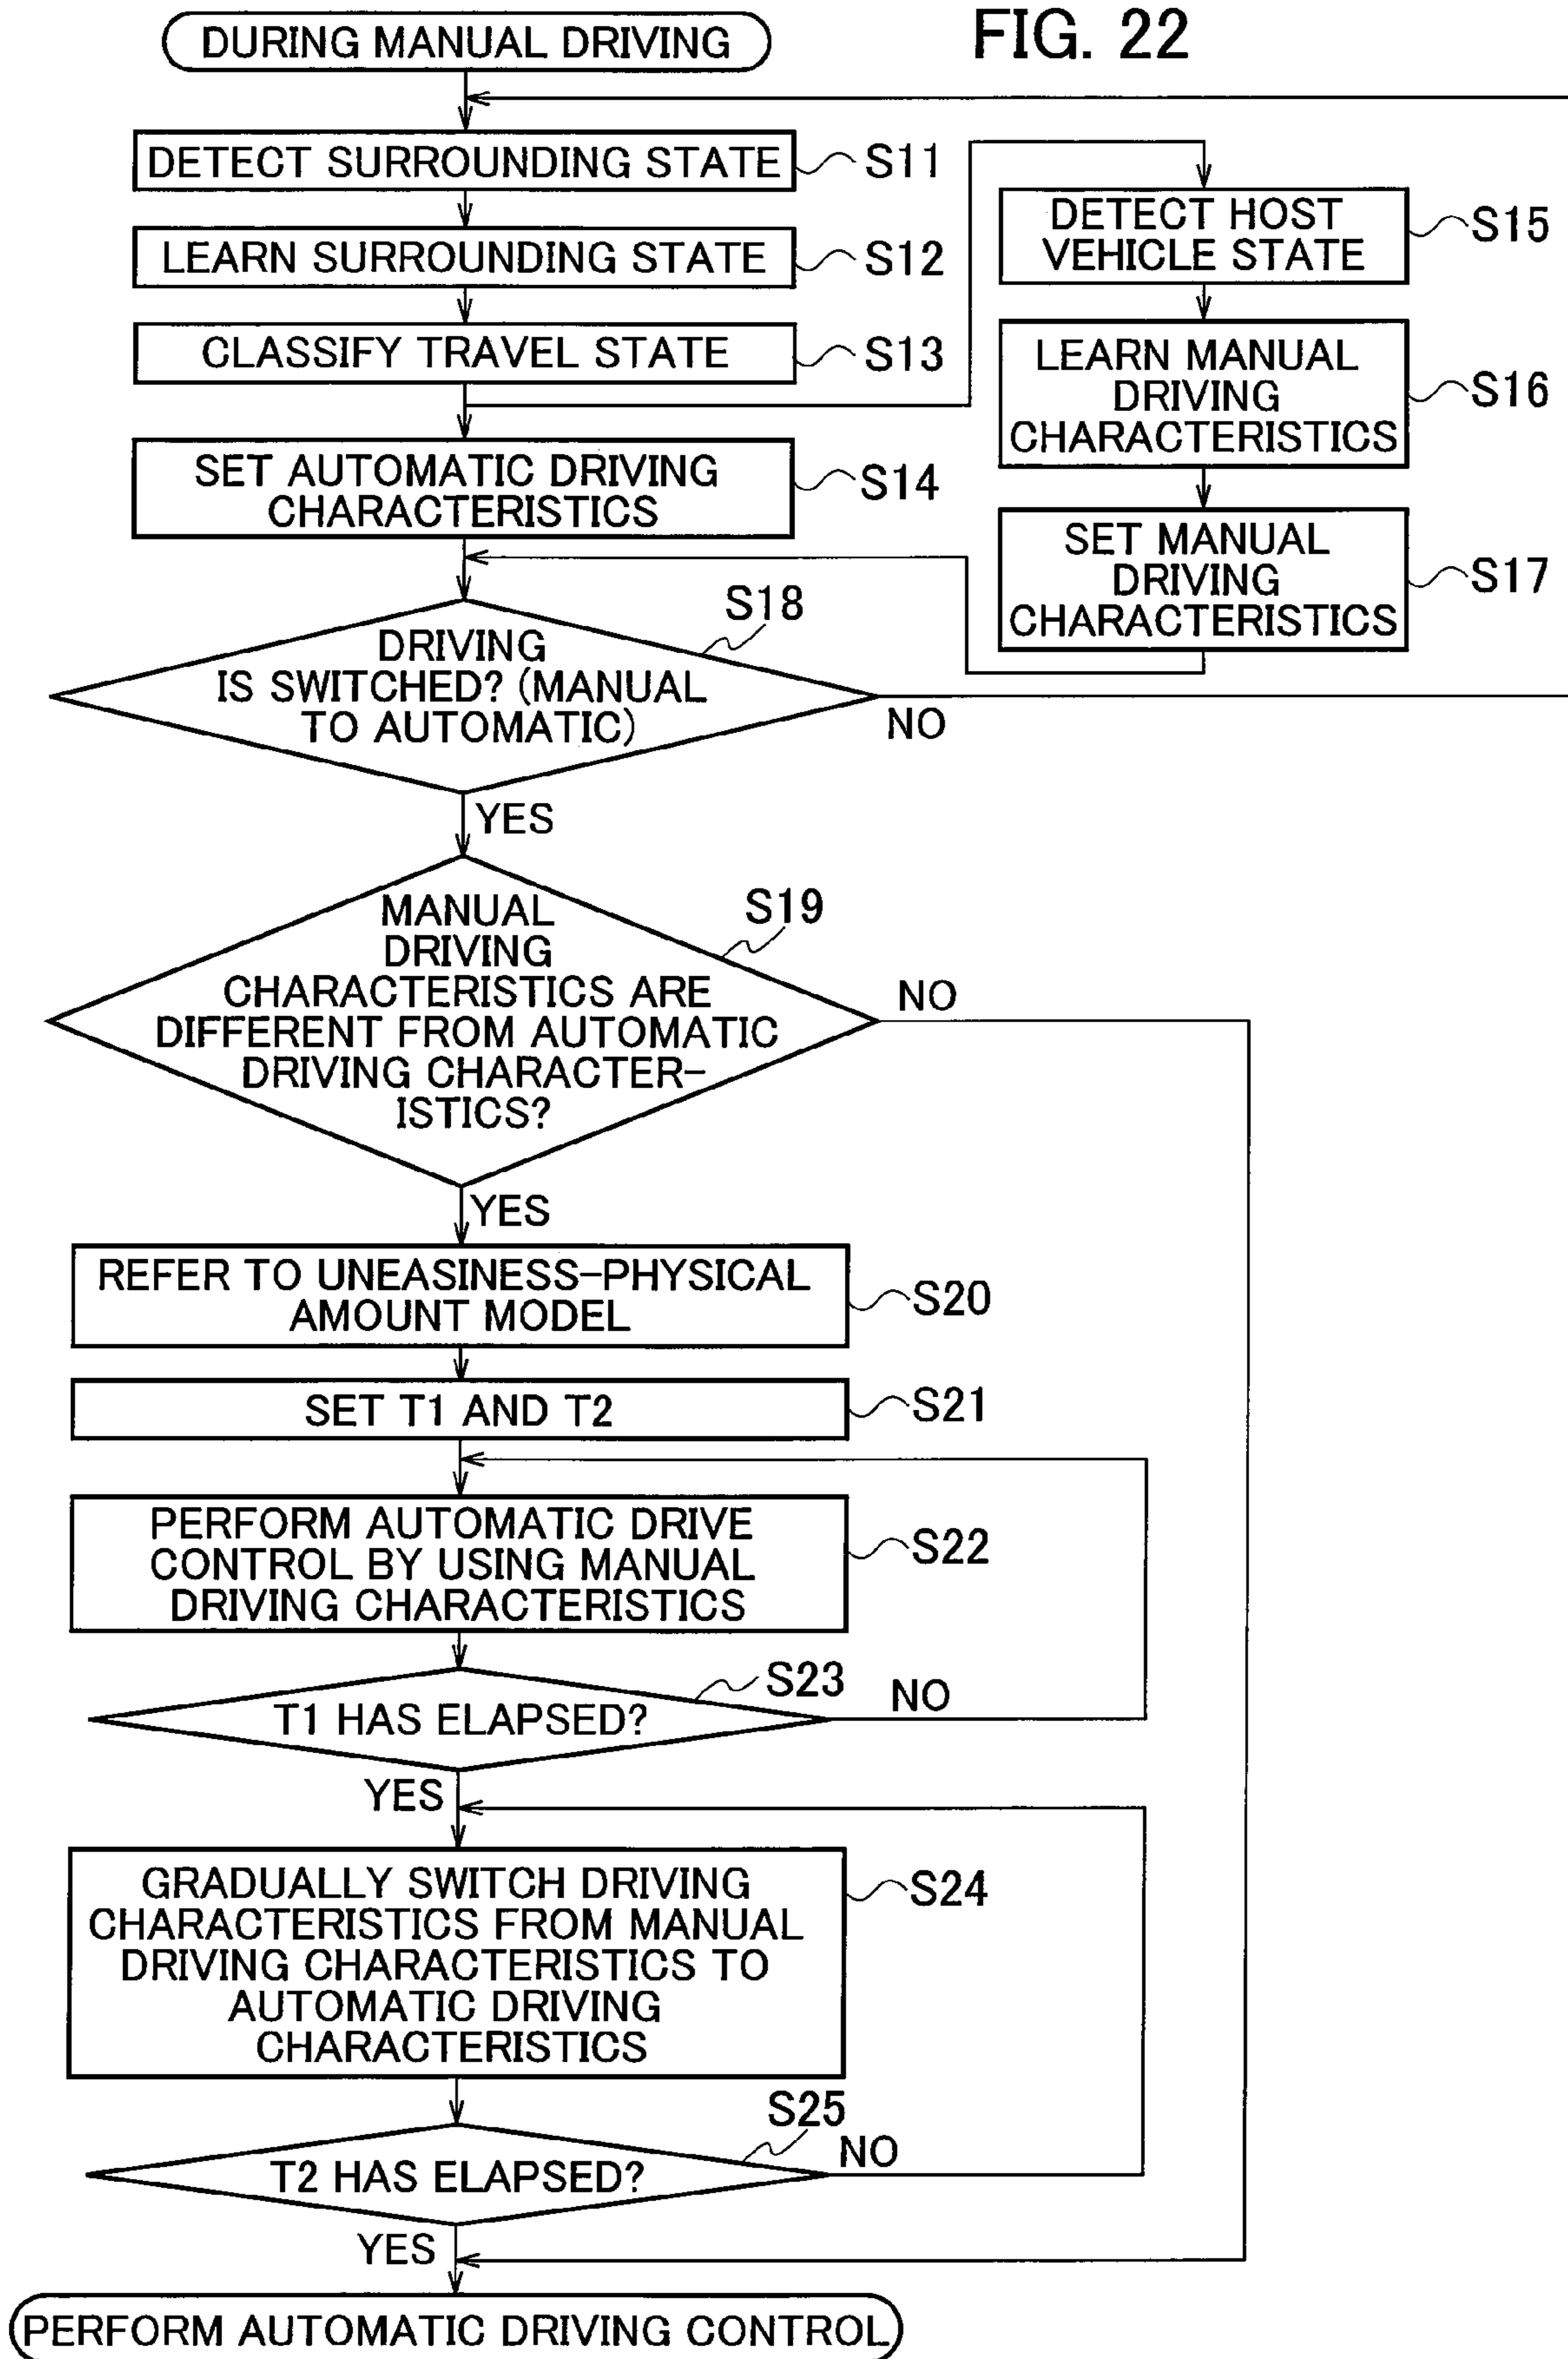 FIG. 22
DURING MANUAL DRIVING
DETECT SURROUNDING STATE
S11
LEARN SURROUNDING STATE
S12
CLASSIFY TRAVEL STATE
S13
SET AUTOMATIC DRIVING
CHARACTERISTICS
S14
DETECT HOST
VEHICLE STATE
S15
LEARN MANUAL
DRIVING
CHARACTERISTICS
S16
SET MANUAL
DRIVING
CHARACTERISTICS
S17
S18
DRIVING
IS SWITCHED? (MANUAL
TO AUTOMATIC)
NO
YES
S19
MANUAL
DRIVING
CHARACTERISTICS ARE
DIFFERENT FROM AUTOMATIC
DRIVING CHARACTER-
ISTICS?
NO
YES
REFER TO UNEASINESS-PHYSICAL
AMOUNT MODEL
S20
SET T1 AND T2
S21
PERFORM AUTOMATIC DRIVE
CONTROL BY USING MANUAL
DRIVING CHARACTERISTICS
S22
S23
T1 HAS ELAPSED?
NO
YES
GRADUALLY SWITCH DRIVING
CHARACTERISTICS FROM MANUAL
DRIVING CHARACTERISTICS TO
AUTOMATIC DRIVING
CHARACTERISTICS
S24
S25
T2 HAS ELAPSED?
NO
YES
PERFORM AUTOMATIC DRIVING CONTROL